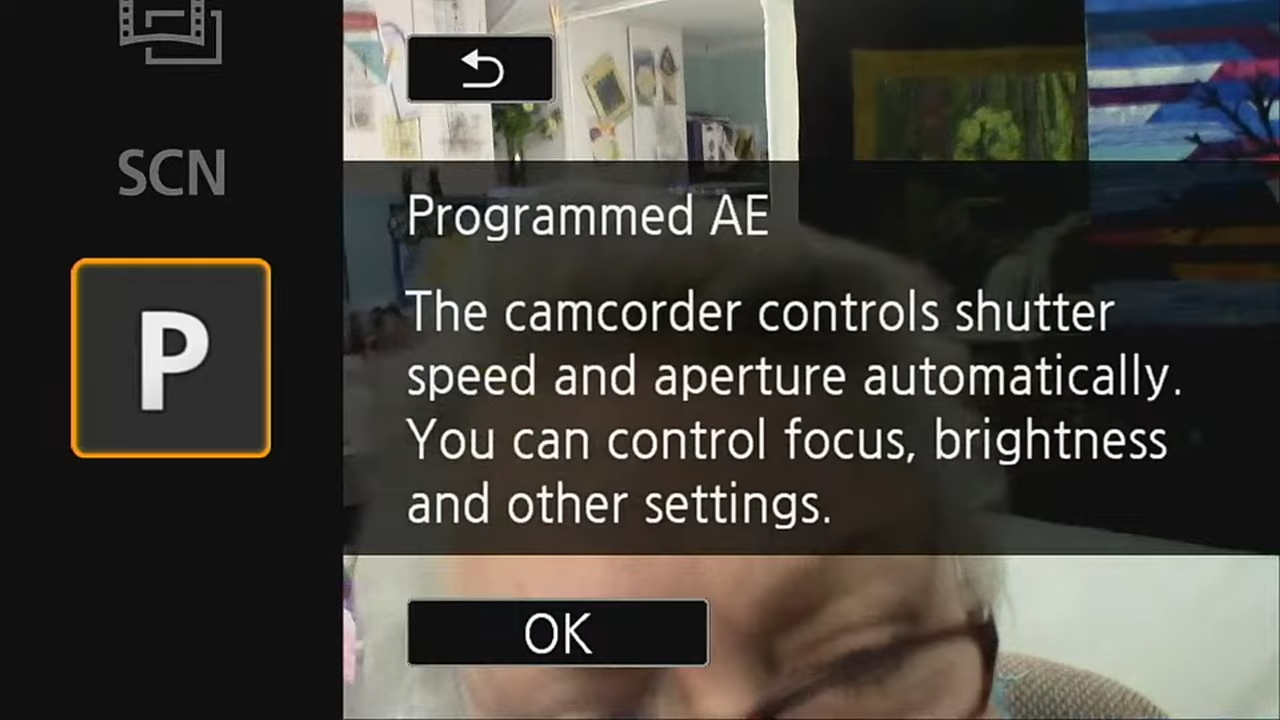 SCN
P
Programmed AE
The camcorder controls shutter
speed and aperture automatically.
You can control focus, brightness
and other settings.
OK